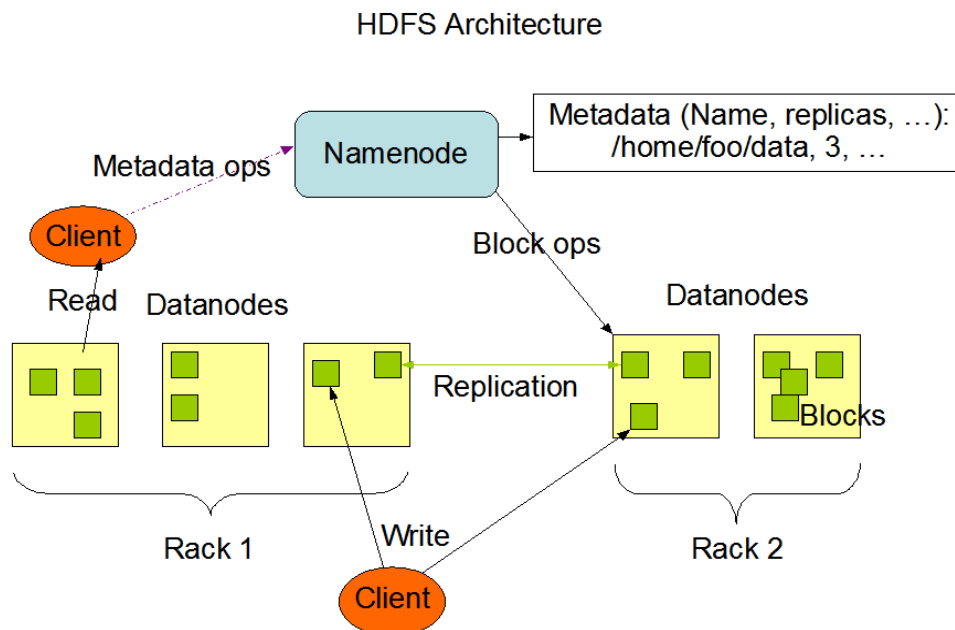 HDFS Architecture
Metadata (Name, replicas, …):
/home/foo/data, 3, …
Namenode
Metadata ops
Client
Block ops
Read
Datanodes
Datanodes
Replication
Blocks
Rack 1
Write
Rack 2
Client